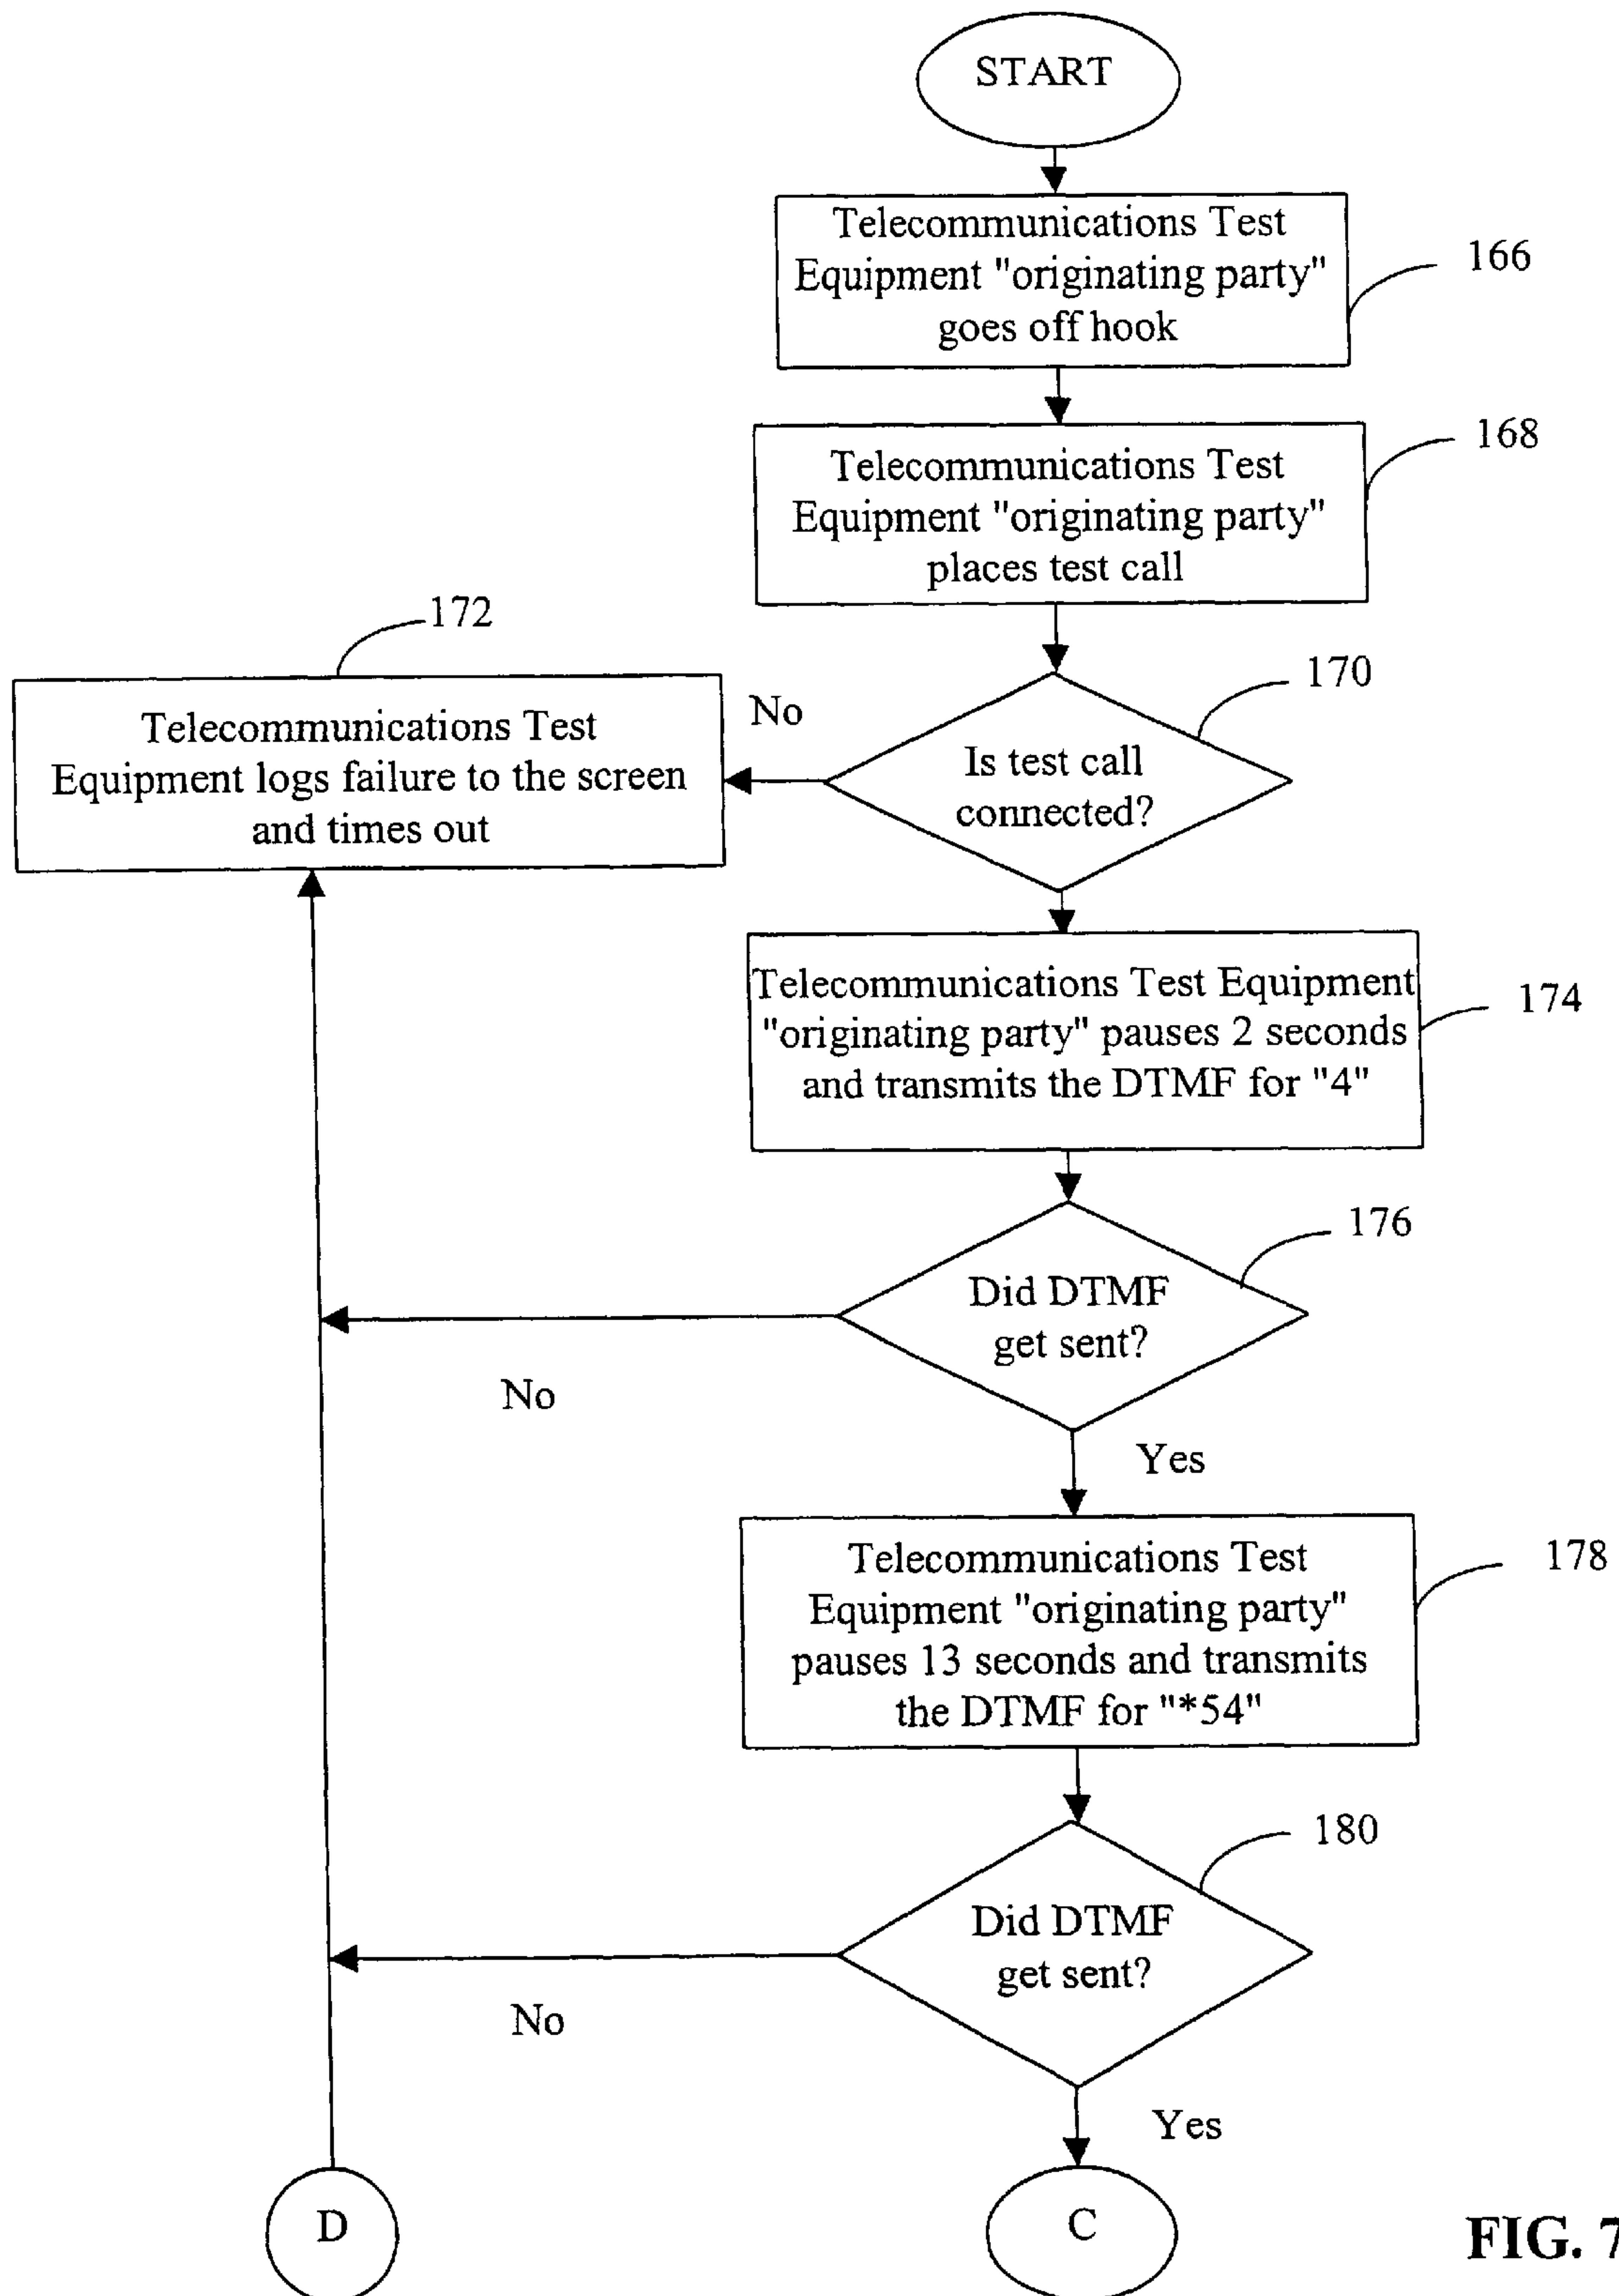 START
Telecommunications Test
Equipment "originating party"
goes off hook
166
Telecommunications Test
Equipment "originating party"
places test call
168
172
Telecommunications Test
Equipment logs failure to the screen
and times out
No
170
Is test call
connected?
Telecommunications Test Equipment
"originating party" pauses 2 seconds
and transmits the DTMF for "4"
174
176
Did DTMF
get sent?
No
Yes
Telecommunications Test
Equipment "originating party"
pauses 13 seconds and transmits
the DTMF for "*54"
178
180
Did DTMF
get sent?
No
Yes
D
C
FIG. 7